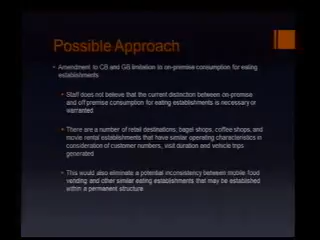 Possible Approach
Amendment to CB and GB limitation to on-premise consumption for eating
establishments
Staff does not believe that the current distinction between on-premise
and off premise consumption for eating establishments is necessary or
warranted
There are a number of retail destinations, bagel shops, coffee shops, and
movie rental establishments that have similar operating characteristics in
consideration of customer numbers, visit duration and vehicle trips
generated
This would also eliminate a potential inconsistency between mobile food
vending and other similar eating establishments that may be established
within a permanent structure